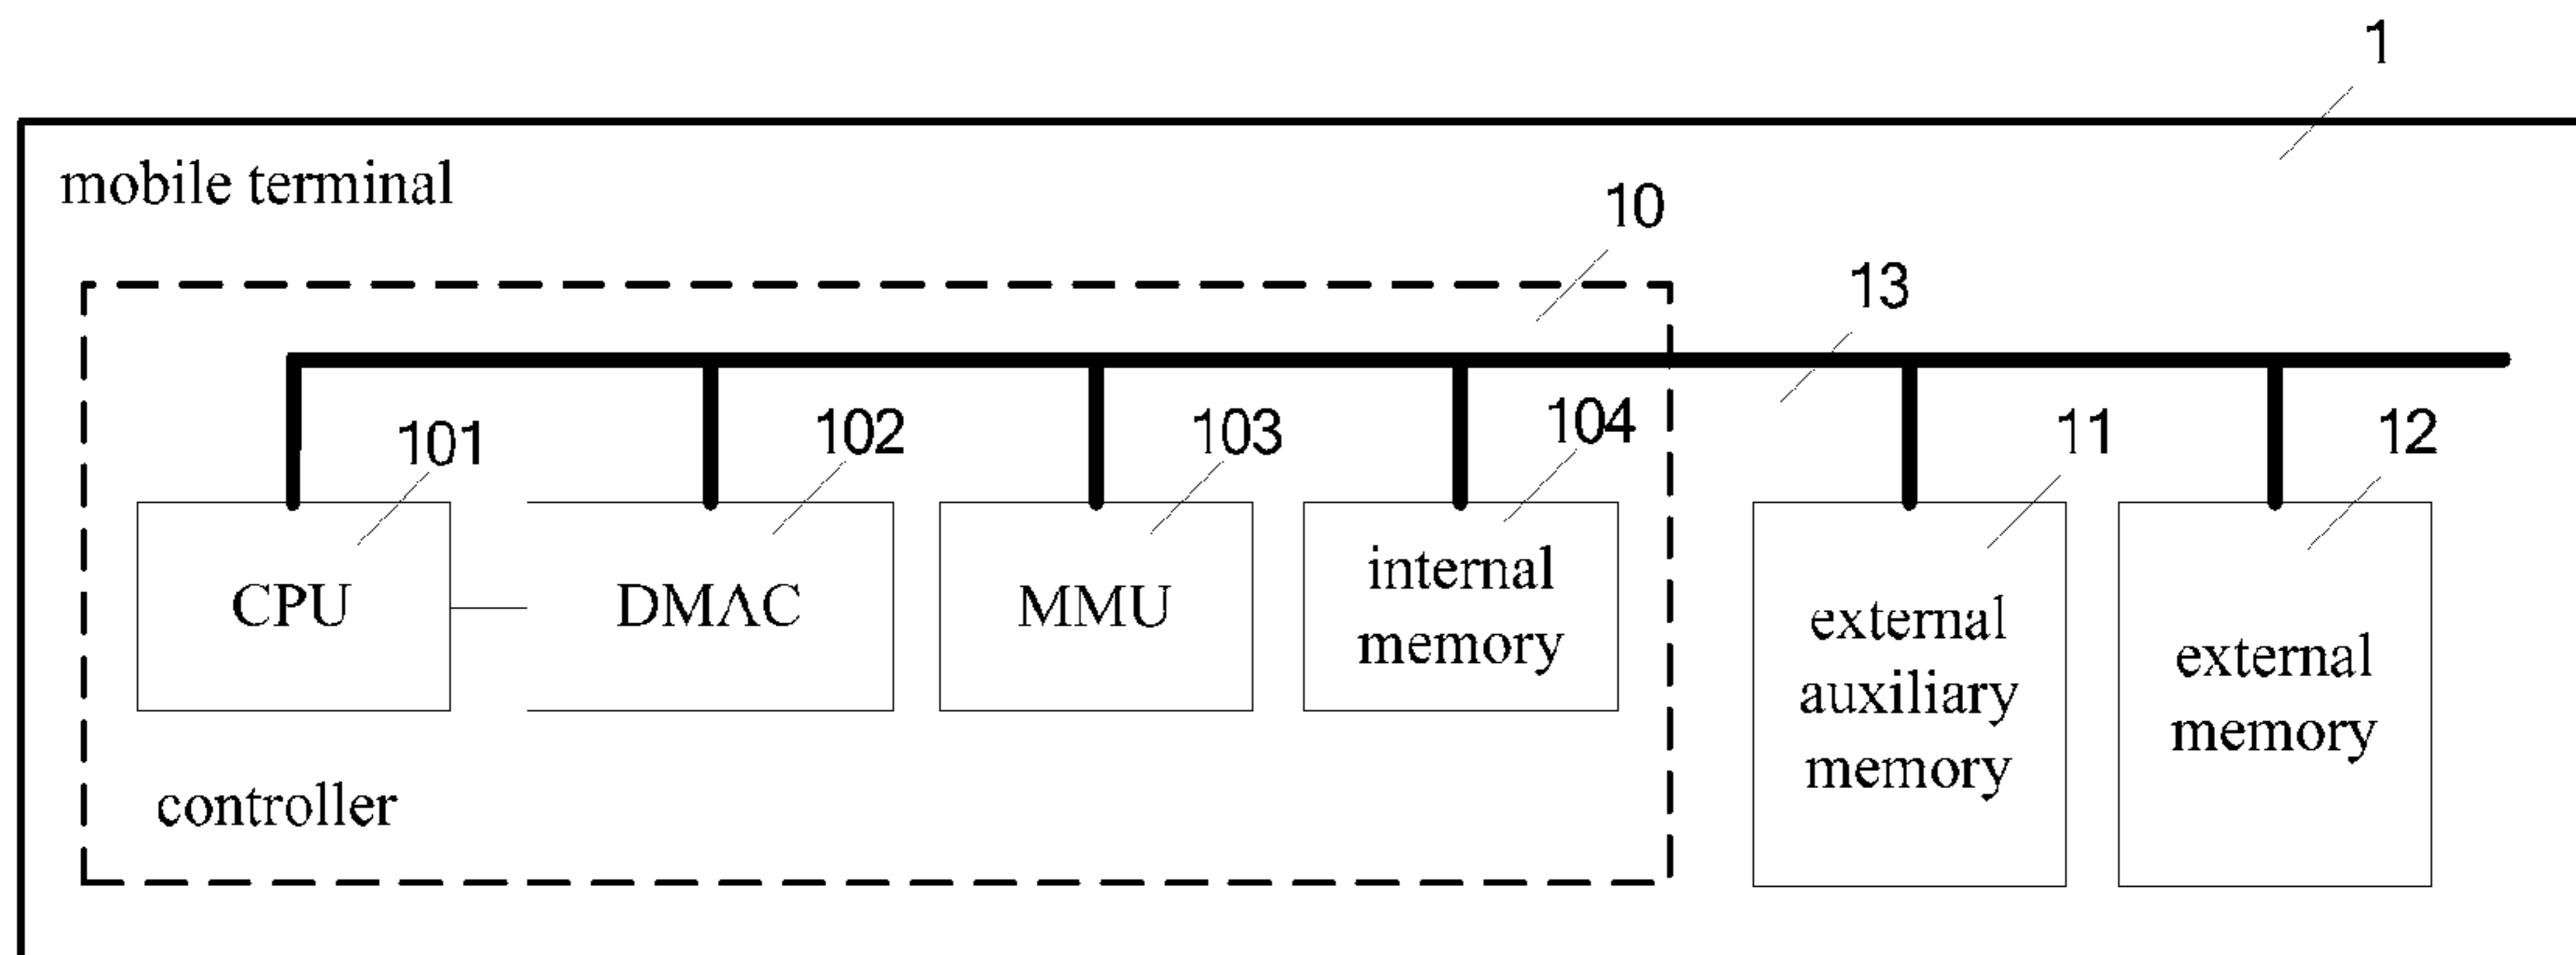 1
mobile terminal
10
13
101
102
103
104
11
12
CPU
DMAC
MMU
internal
memory
external
auxiliary
memory
external
memory
controller